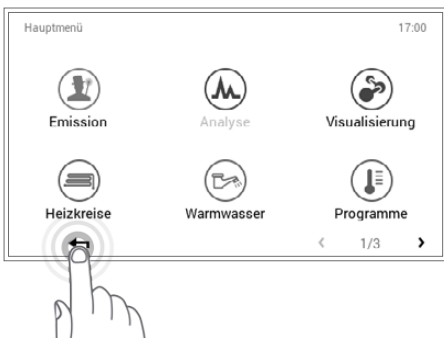 Hauptmenü 17:00
Emission Analyse Visualisierung
Heizkreise Warmwasser Programme
1/3